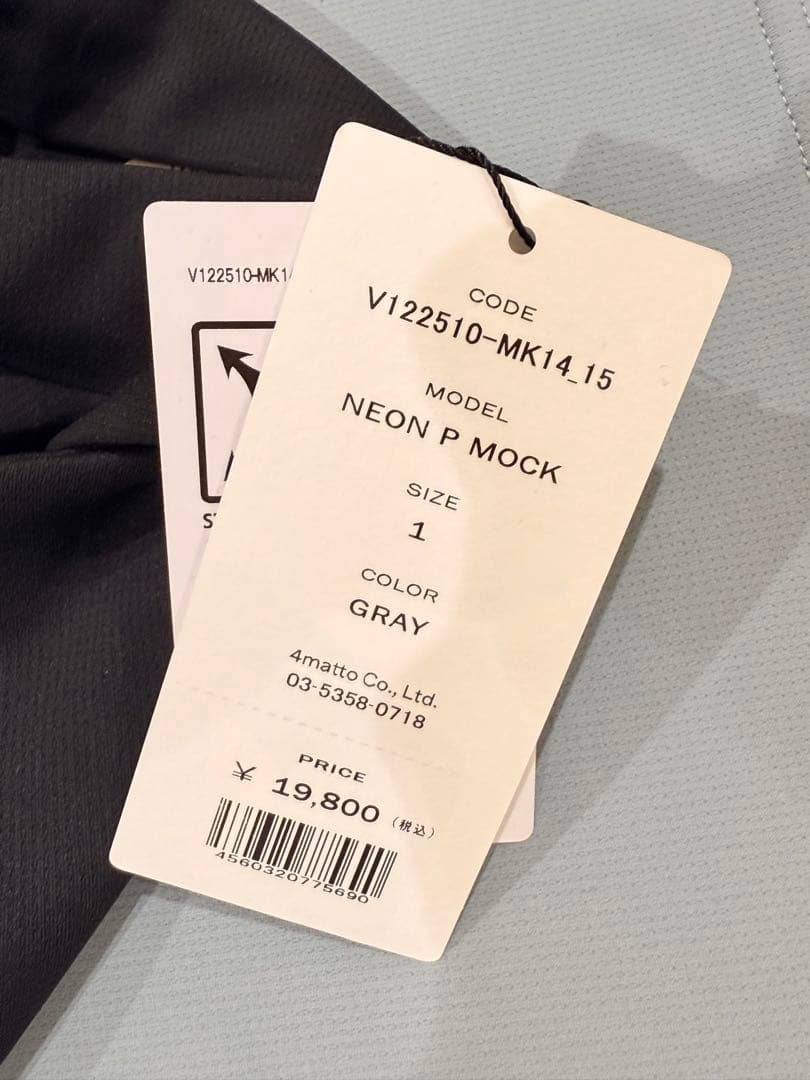 CODE
V122510-MK14_15
MODEL
NEON P MOCK
SIZE
1
COLOR
GRAY
4matto Co., Ltd.
03-5358-0718
PRICE
¥ 19,800 (税込)
4560320775690
V122510-MK1